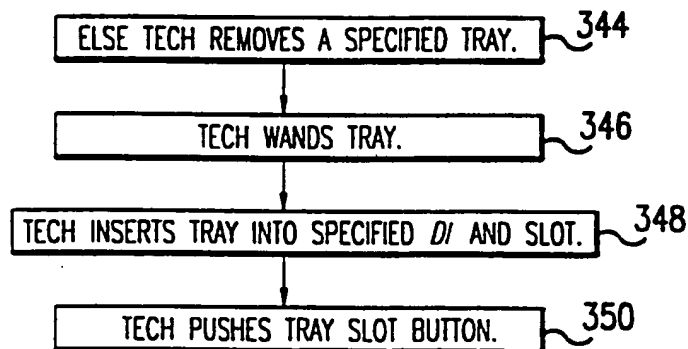 ELSE TECH REMOVES A SPECIFIED TRAY. 344
TECH WANDS TRAY. 346
TECH INSERTS TRAY INTO SPECIFIED DI AND SLOT. 348
TECH PUSHES TRAY SLOT BUTTON. 350